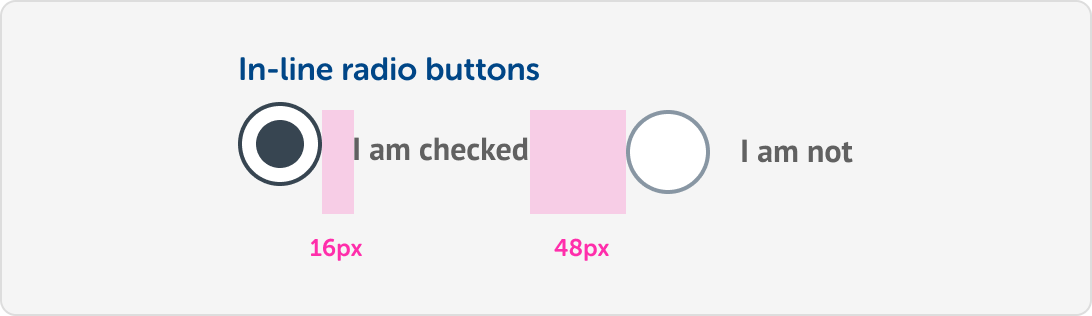 In-line radio buttons
I am checked
I am not
16px
48px